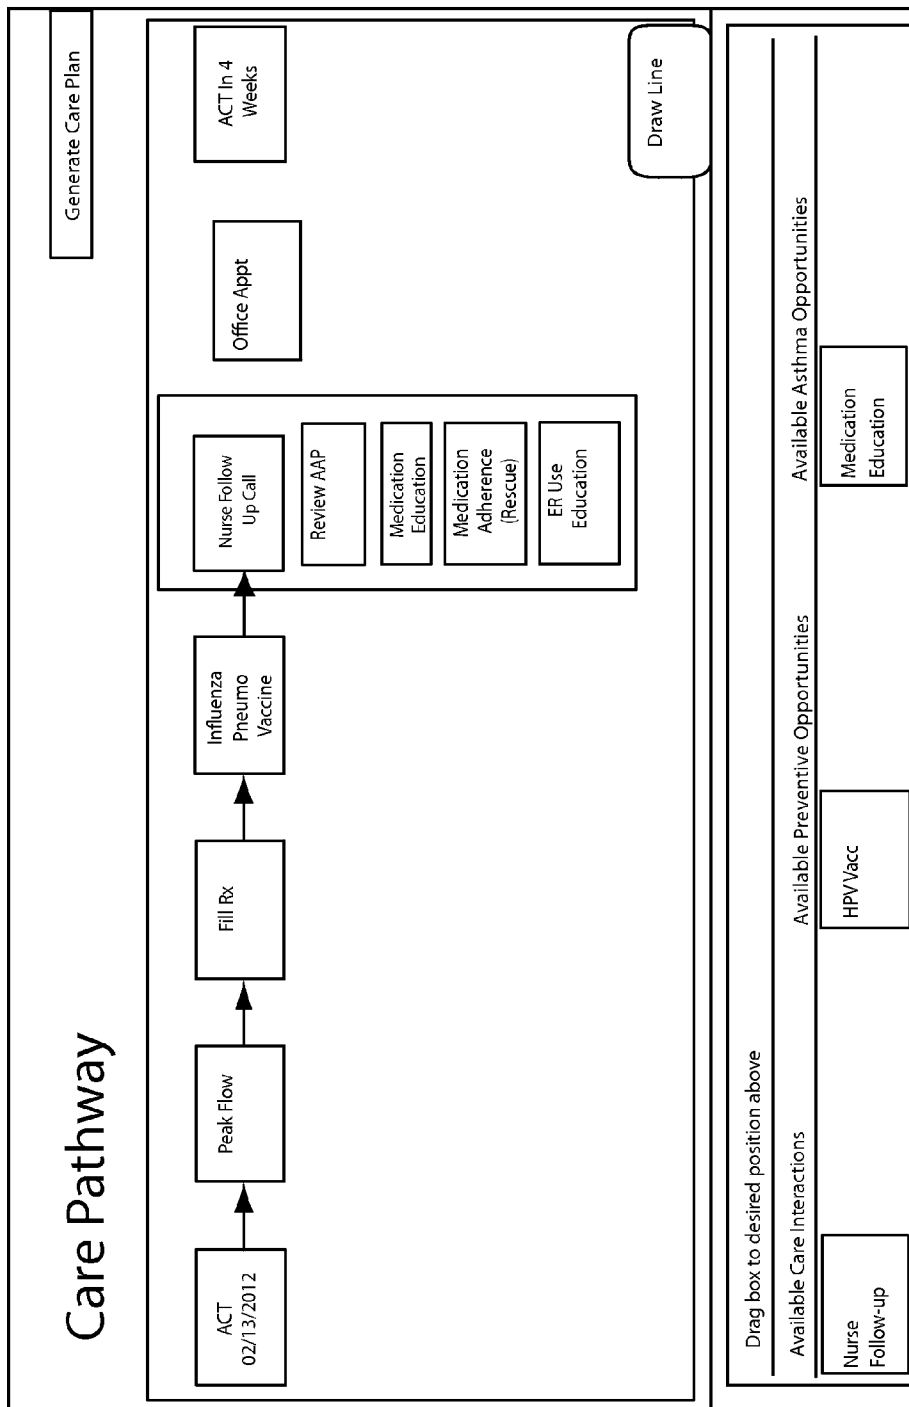 Care Pathway
Generate Care Plan
ACT
02/13/2012
Peak Flow
Fill Rx
Influenza
Pneumo
Vaccine
Nurse Follow
Up Call
Review AAP
Medication
Education
Medication
Adherence
(Rescue)
ER Use
Education
Office Appt
ACT In 4
Weeks
Draw Line
Drag box to desired position above
Available Care Interactions
Available Preventive Opportunities
Available Asthma Opportunities
Nurse
Follow-up
HPV Vacc
Medication
Education